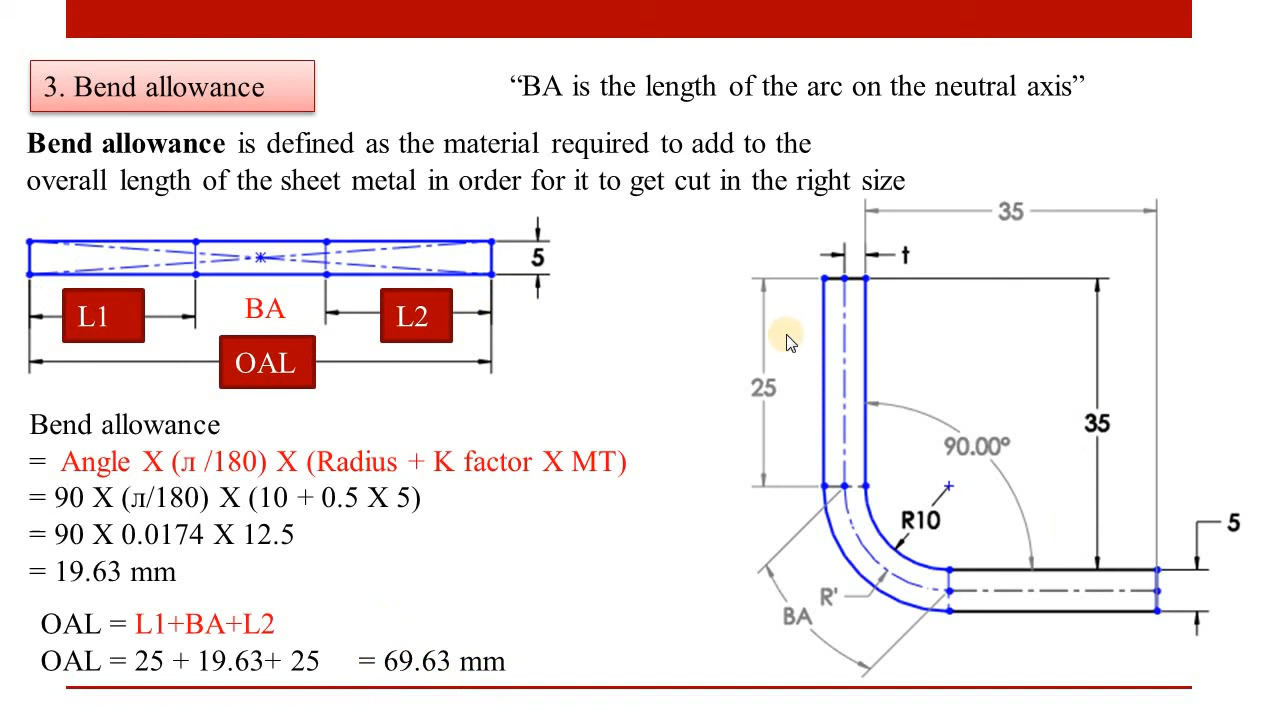 3. Bend allowance
“BA is the length of the arc on the neutral axis”
Bend allowance is defined as the material required to add to the
overall length of the sheet metal in order for it to get cut in the right size
5
L1
BA
L2
OAL
Bend allowance
= Angle X (л /180) X (Radius + K factor X MT)
= 90 X (л/180) X (10 + 0.5 X 5)
= 90 X 0.0174 X 12.5
= 19.63 mm
OAL = L1+BA+L2
OAL = 25 + 19.63+ 25 = 69.63 mm
35
t
25
35
90.00°
R10
5
R'
BA